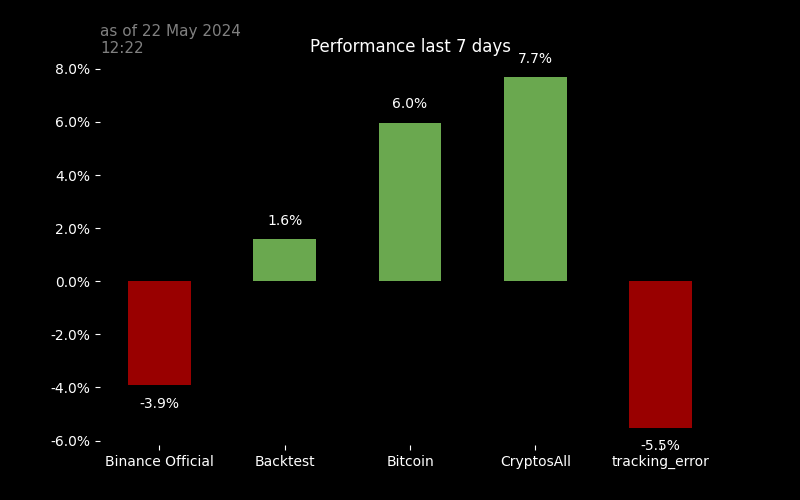 as of 22 May 2024
12:22
Performance last 7 days
8.0%
6.0%
4.0%
2.0%
0.0%
-2.0%
-4.0%
-6.0%
-3.9%
1.6%
6.0%
7.7%
-5.5%
Binance Official
Backtest
Bitcoin
CryptosAll
tracking_error